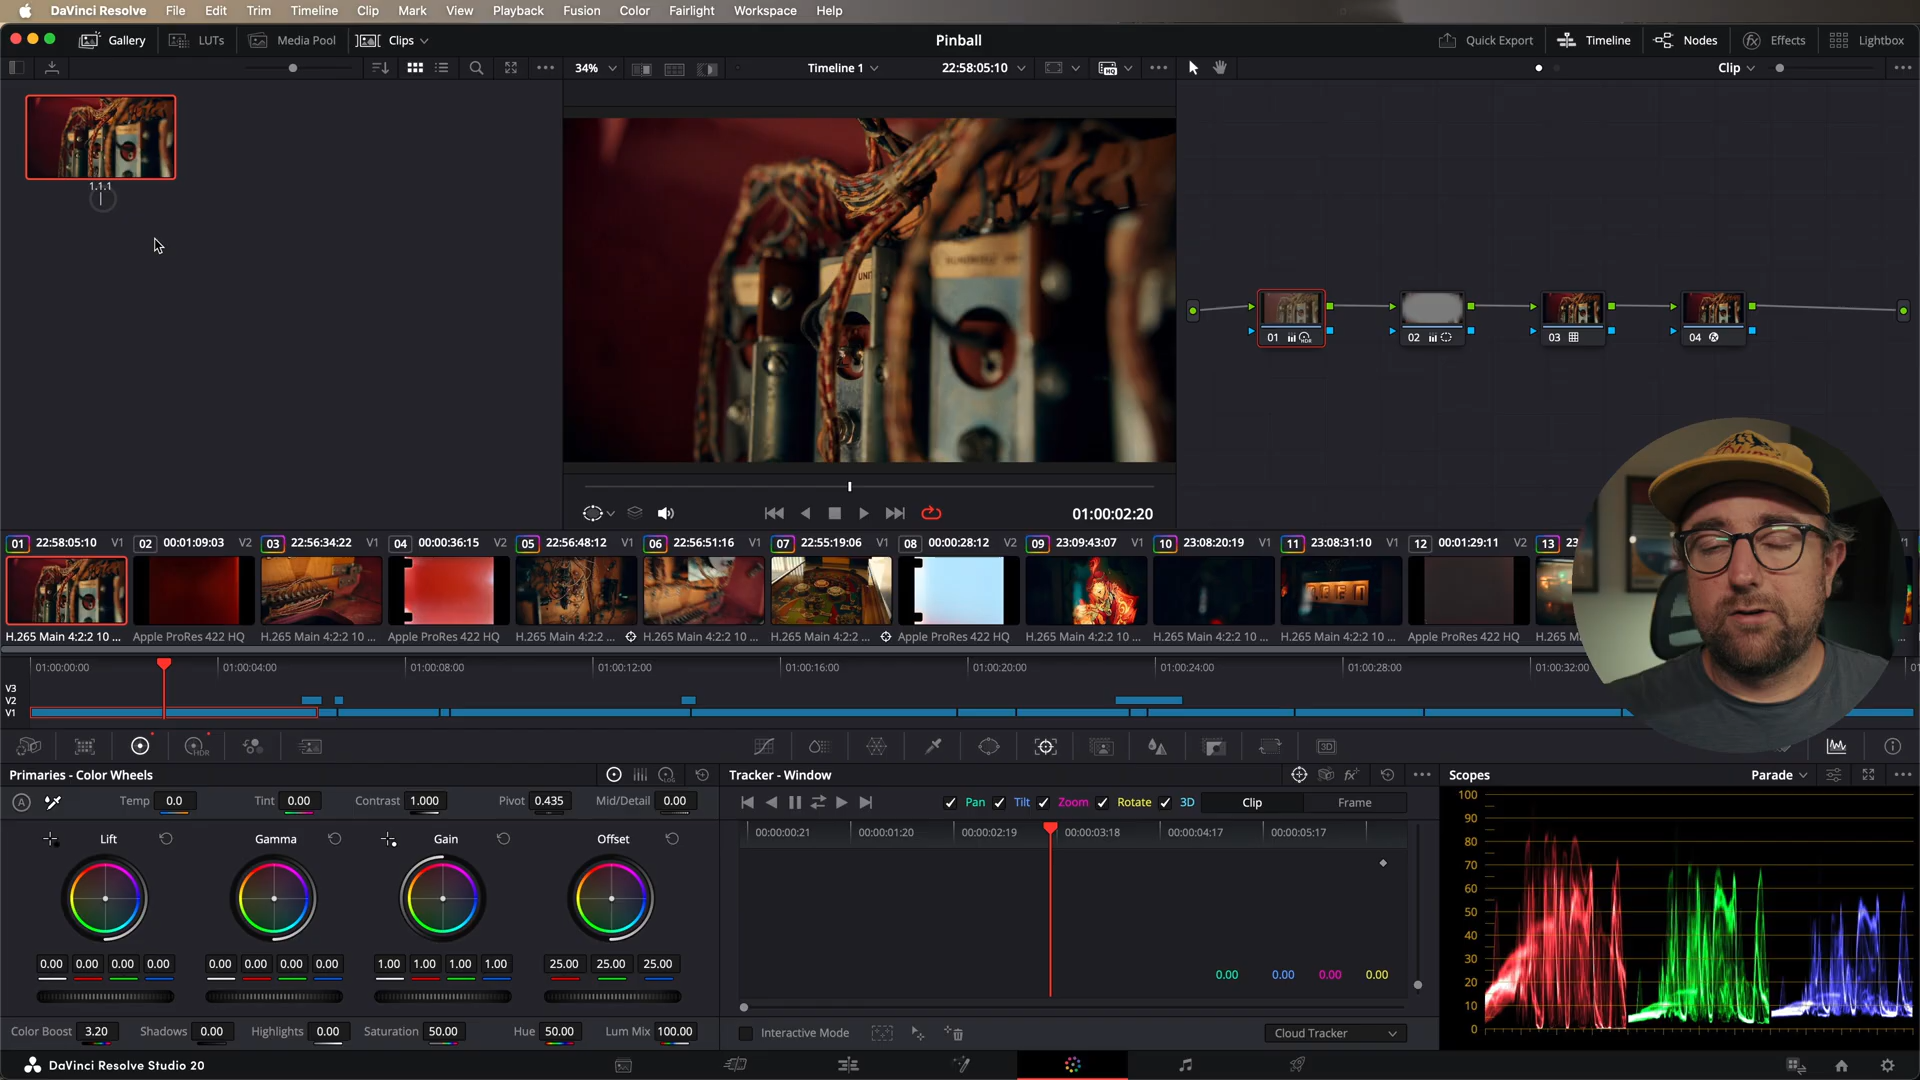 DaVinci Resolve File Edit Trim Timeline Clip Mark View Playback Fusion Color Fairlight Workspace Help
Gallery LUTs Media Pool Clips Pinball Quick Export Timeline Nodes Effects Lightbox
34% Timeline 1 22:58:05:10 Clip
1.1.1
UNIT
01 02 03 04
01:00:02:20
01 22:58:05:10 V1 02 00:01:09:03 V2 03 22:56:34:22 V1 04 00:00:36:15 V2 05 22:56:48:12 V1 06 22:56:51:16 V1 07 22:55:19:06 V1 08 00:00:28:12 V2 09 23:09:43:07 V1 10 23:08:20:19 V1 11 23:08:31:10 V1 12 00:01:29:11 V2 13 23
H.265 Main 4:2:2 10 ... Apple ProRes 422 HQ H.265 Main 4:2:2 10 ... Apple ProRes 422 HQ H.265 Main 4:2:2 ... H.265 Main 4:2:2 10 ... H.265 Main 4:2:2 ... Apple ProRes 422 HQ H.265 Main 4:2:2 10 ... H.265 Main 4:2:2 10 ... H.265 Main 4:2:2 10 ... Apple ProRes 422 HQ H.265 M
01:00:00:00 01:00:04:00 01:00:08:00 01:00:12:00 01:00:16:00 01:00:20:00 01:00:24:00 01:00:28:00 01:00:32:00
V3
V2
V1
HDR 3D
Primaries - Color Wheels Tracker - Window Scopes Parade
A Temp 0.0 Tint 0.00 Contrast 1.000 Pivot 0.435 Mid/Detail 0.00 Pan Tilt Zoom Rotate 3D Clip Frame
Lift Gamma Gain Offset 00:00:00:21 00:00:01:20 00:00:02:19 00:00:03:18 00:00:04:17 00:00:05:17
100
90
80
70
60
50
40
30
20
10
0
0.00 0.00 0.00 0.00 0.00 0.00 0.00 0.00 1.00 1.00 1.00 1.00 25.00 25.00 25.00 0.00 0.00 0.00 0.00
Color Boost 3.20 Shadows 0.00 Highlights 0.00 Saturation 50.00 Hue 50.00 Lum Mix 100.00 Interactive Mode Cloud Tracker
DaVinci Resolve Studio 20